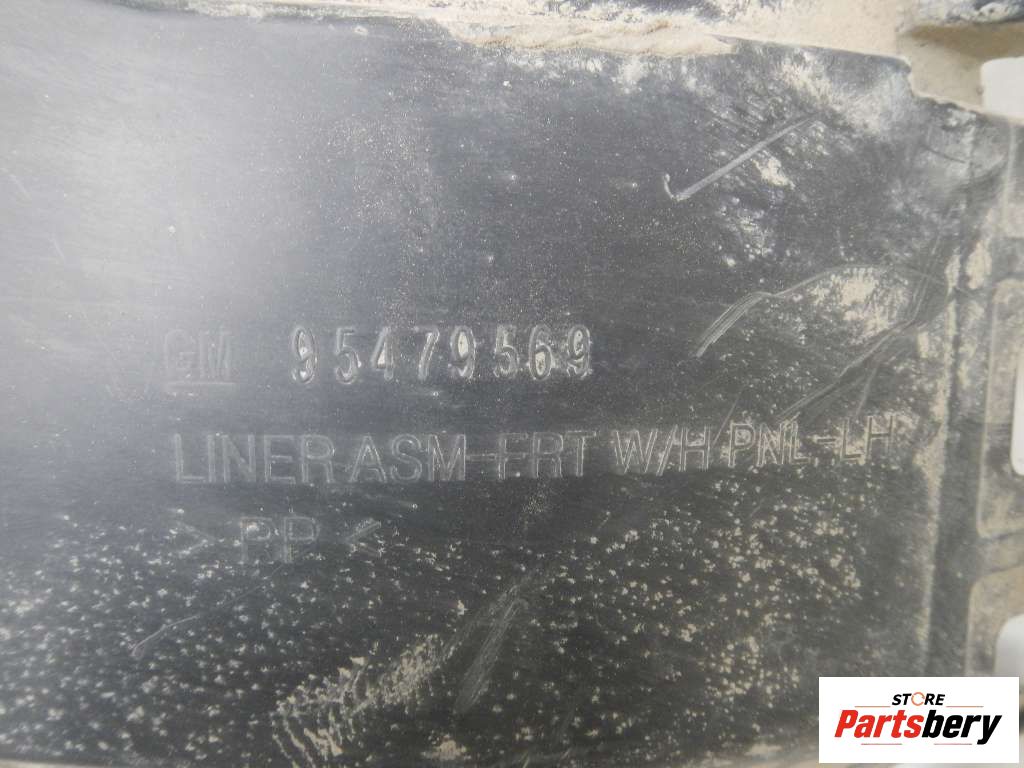 GM 95479569
LINER ASM-FRT W/H PNL-LH
>PP<
STORE
Partsbery